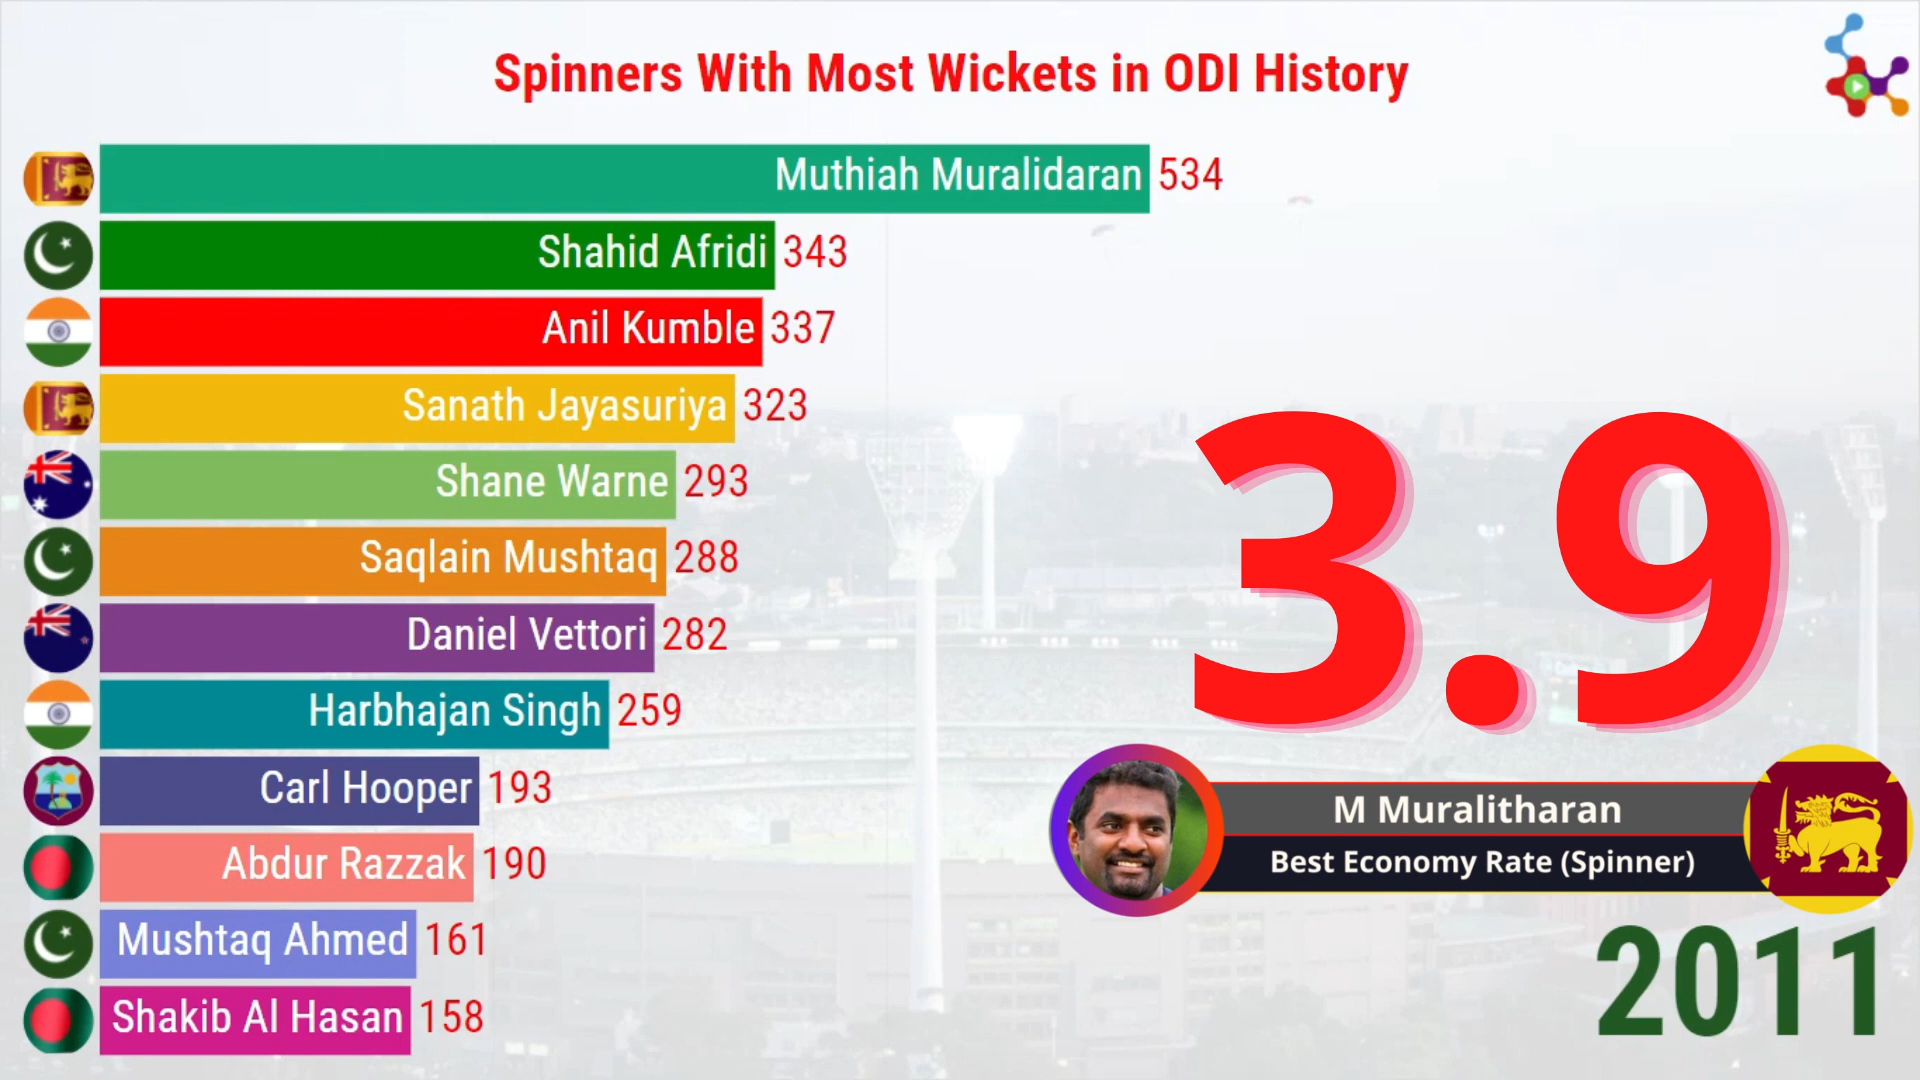 Spinners With Most Wickets in ODI History
Muthiah Muralidaran 534
Shahid Afridi 343
Anil Kumble 337
Sanath Jayasuriya 323
Shane Warne 293
Saqlain Mushtaq 288
Daniel Vettori 282
Harbhajan Singh 259
Carl Hooper 193
Abdur Razzak 190
Mushtaq Ahmed 161
Shakib Al Hasan 158
3.9
M Muralitharan
Best Economy Rate (Spinner)
2011